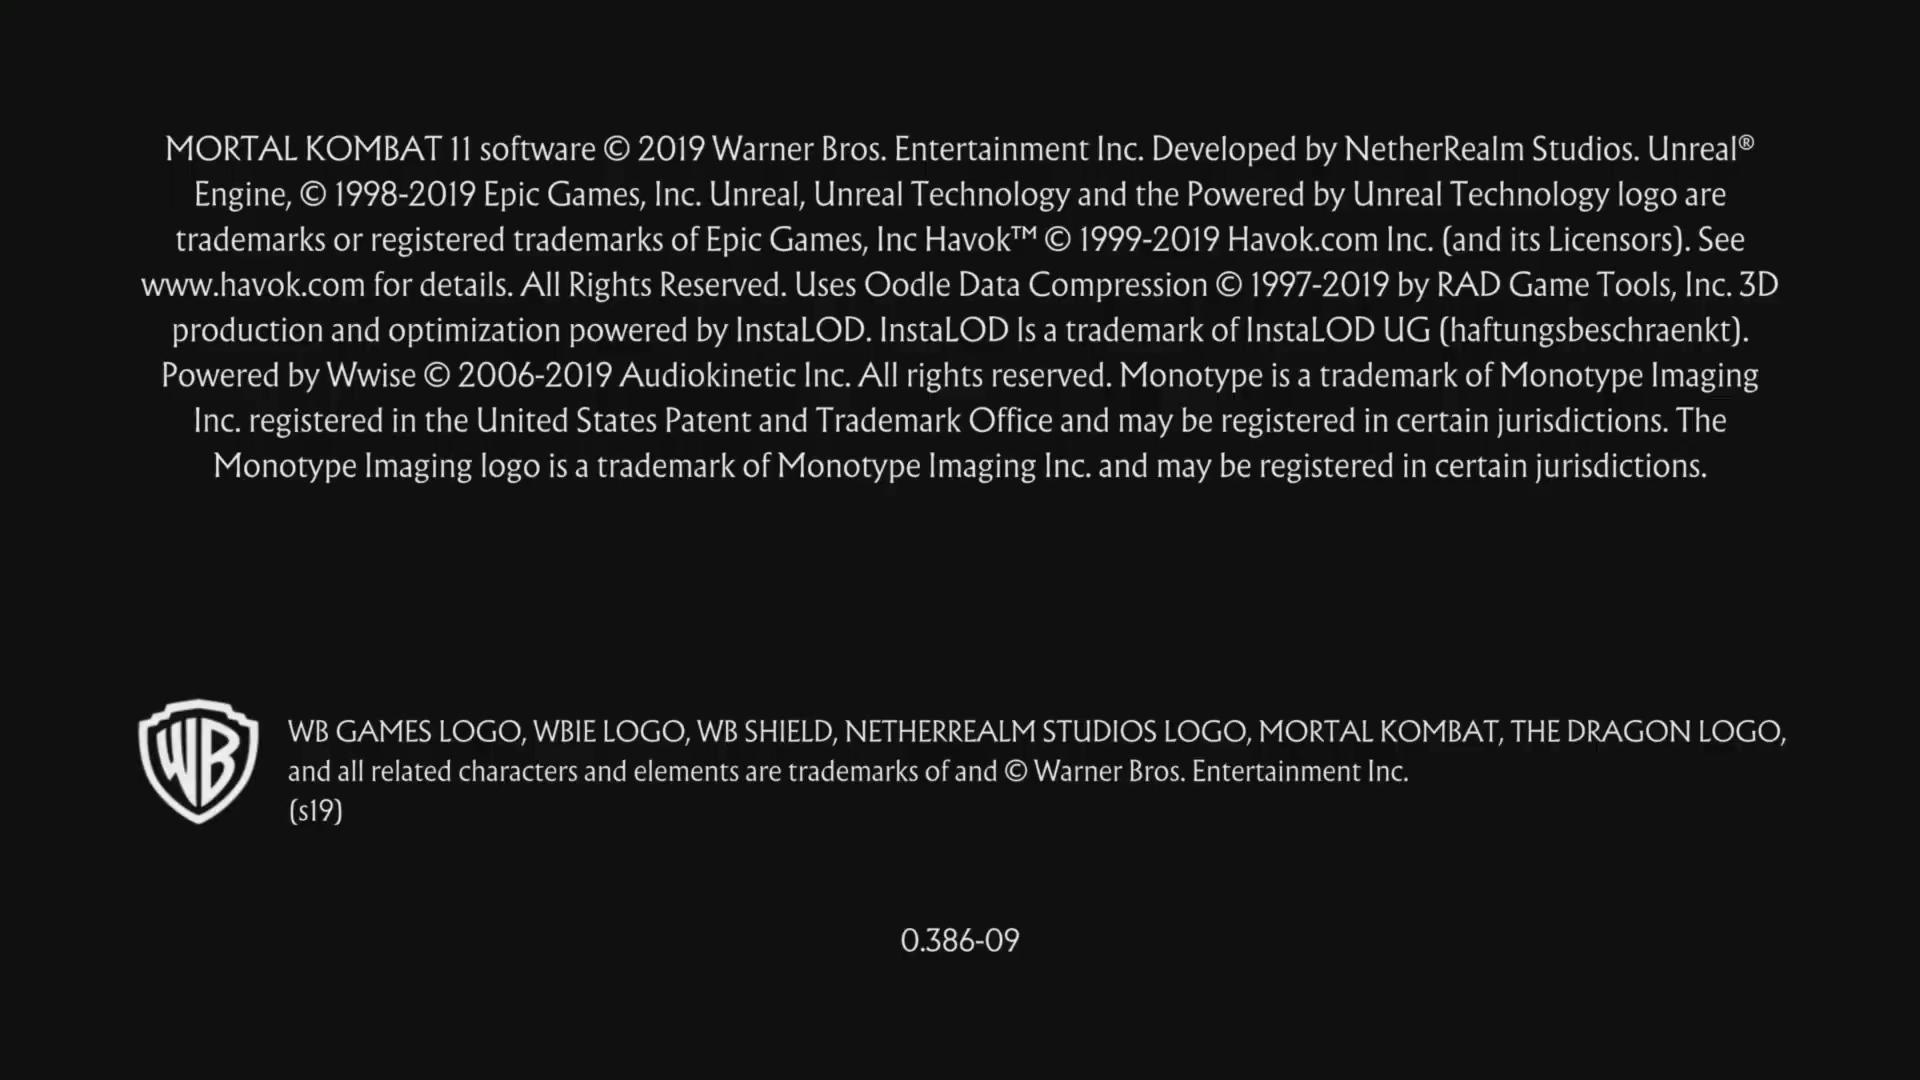 MORTAL KOMBAT 11 software © 2019 Warner Bros. Entertainment Inc. Developed by NetherRealm Studios. Unreal®
Engine, © 1998-2019 Epic Games, Inc. Unreal, Unreal Technology and the Powered by Unreal Technology logo are
trademarks or registered trademarks of Epic Games, Inc Havok™ © 1999-2019 Havok.com Inc. (and its Licensors). See
www.havok.com for details. All Rights Reserved. Uses Oodle Data Compression © 1997-2019 by RAD Game Tools, Inc. 3D
production and optimization powered by InstaLOD. InstaLOD Is a trademark of InstaLOD UG (haftungsbeschraenkt).
Powered by Wwise © 2006-2019 Audiokinetic Inc. All rights reserved. Monotype is a trademark of Monotype Imaging
Inc. registered in the United States Patent and Trademark Office and may be registered in certain jurisdictions. The
Monotype Imaging logo is a trademark of Monotype Imaging Inc. and may be registered in certain jurisdictions.
WB
WB GAMES LOGO, WBIE LOGO, WB SHIELD, NETHERREALM STUDIOS LOGO, MORTAL KOMBAT, THE DRAGON LOGO,
and all related characters and elements are trademarks of and © Warner Bros. Entertainment Inc.
(s19)
0.386-09